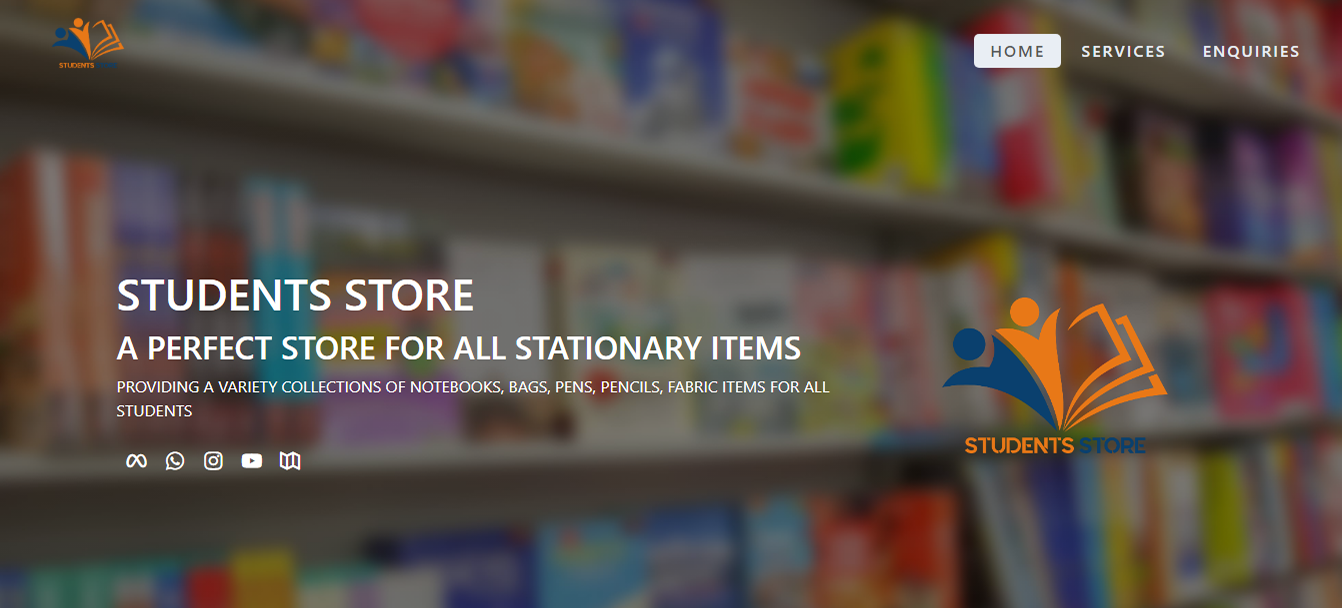 STUDENTS STORE
HOME SERVICES ENQUIRIES
STUDENTS STORE
A PERFECT STORE FOR ALL STATIONARY ITEMS
PROVIDING A VARIETY COLLECTIONS OF NOTEBOOKS, BAGS, PENS, PENCILS, FABRIC ITEMS FOR ALL
STUDENTS
STUDENTS STORE